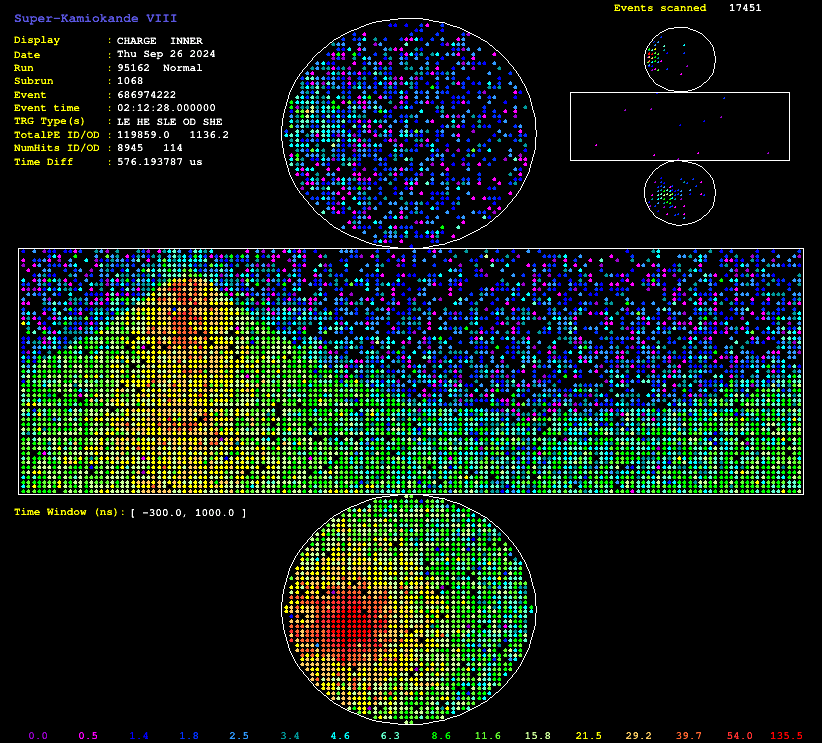 Super-Kamiokande VIII
Events scanned 17451
Display : CHARGE INNER
Date : Thu Sep 26 2024
Run : 95162 Normal
Subrun : 1068
Event : 686974222
Event time : 02:12:28.000000
TRG Type(s) : LE HE SLE OD SHE
TotalPE ID/OD : 119859.0 1136.2
NumHits ID/OD : 8945 114
Time Diff : 576.193787 us
Time Window (ns): [ -300.0, 1000.0 ]
0.0 0.5 1.4 1.8 2.5 3.4 4.6 6.3 8.6 11.6 15.8 21.5 29.2 39.7 54.0 135.5